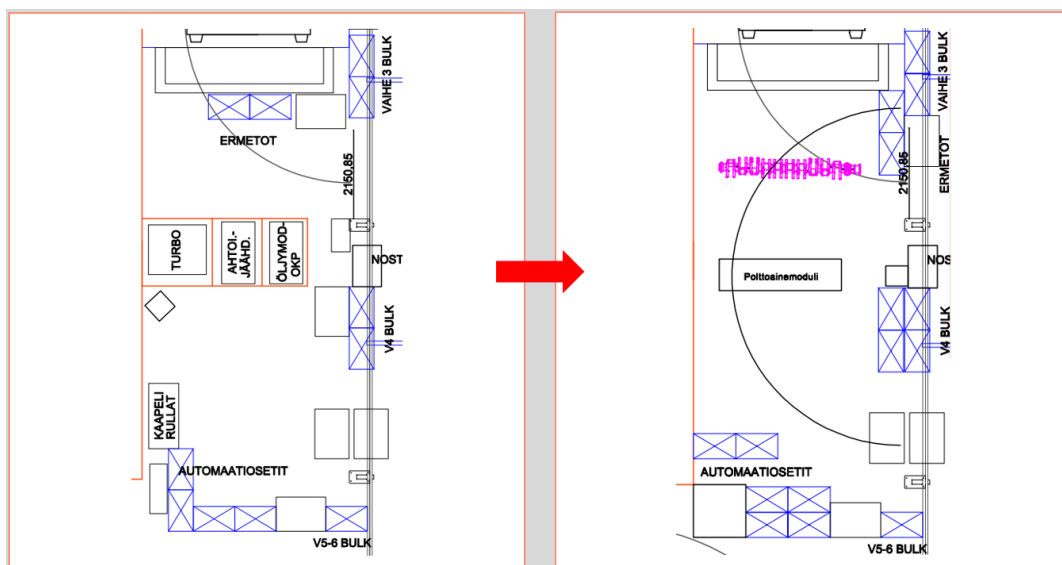 VAIHE 3 BULK
ERMETOT
2150,85
TURBO
AHTOI.-
JÄÄHD.
ÖLJYMOD-
OKP
NOST
V4 BULK
KAAPELI
RULLAT
AUTOMAATIOSETIT
V5-6 BULK
VAIHE 3 BULK
ERMETOT
2150,85
Polttoainemoduli
NOS
V4 BULK
AUTOMAATIOSETIT
V5-6 BULK